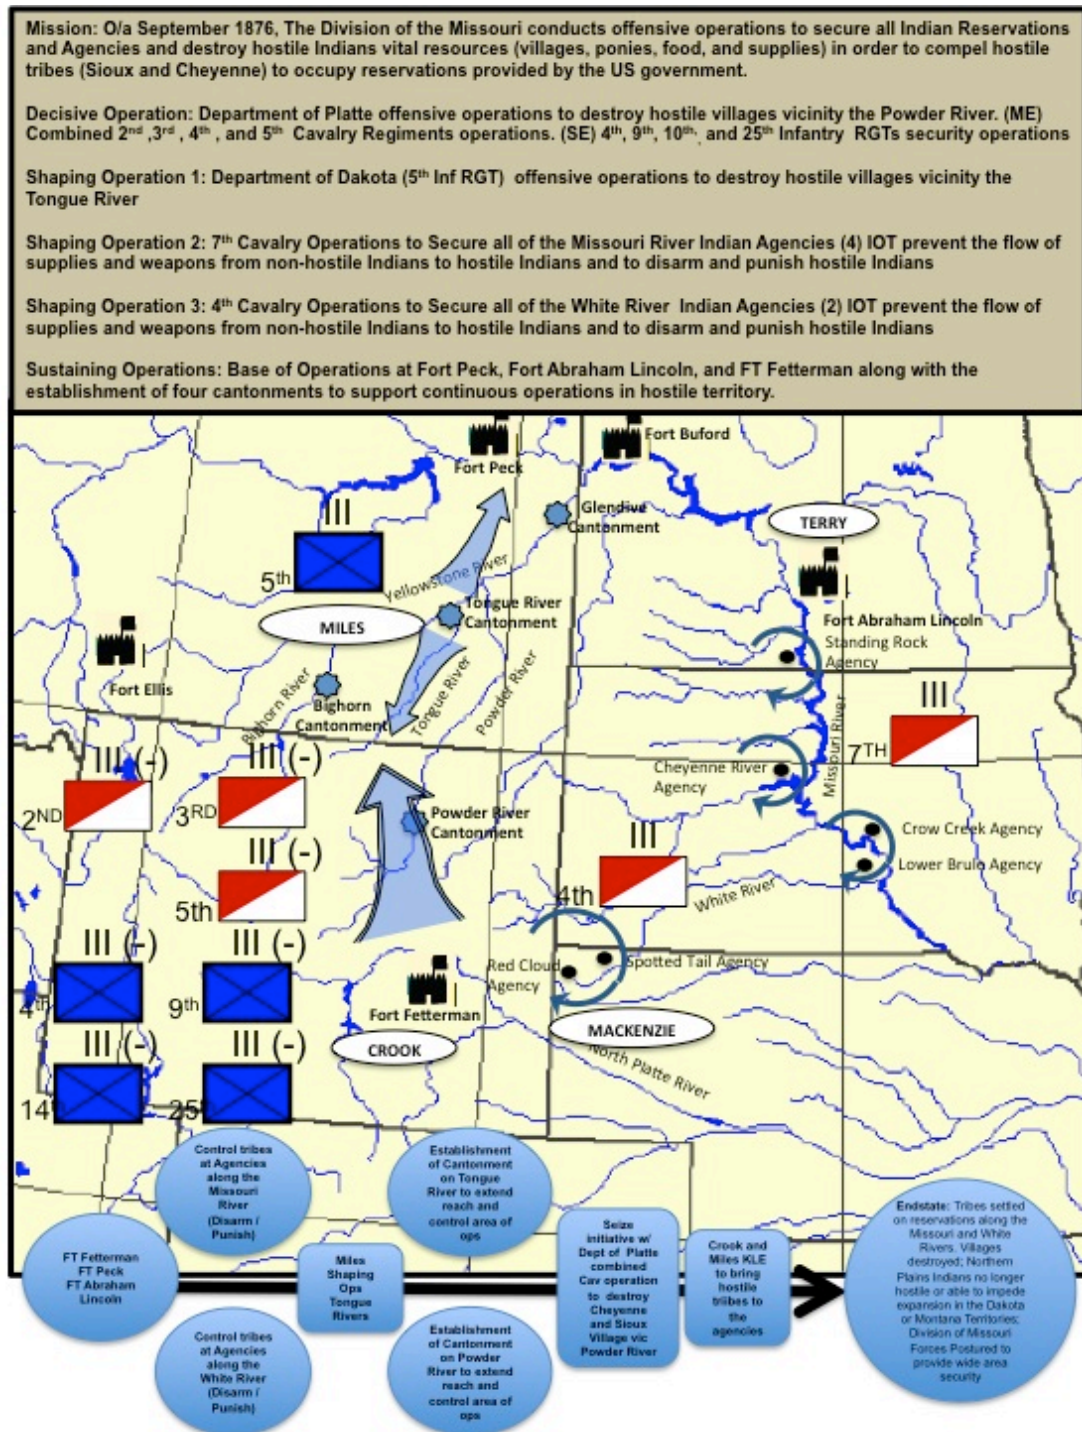 Mission: O/a September 1876, The Division of the Missouri conducts offensive operations to secure all Indian Reservations
and Agencies and destroy hostile Indians vital resources (villages, ponies, food, and supplies) in order to compel hostile
tribes (Sioux and Cheyenne) to occupy reservations provided by the US government.
Decisive Operation: Department of Platte offensive operations to destroy hostile villages vicinity the Powder River. (ME)
Combined 2nd ,3rd , 4th , and 5th Cavalry Regiments operations. (SE) 4th, 9th, 10th, and 25th Infantry RGTs security operations
Shaping Operation 1: Department of Dakota (5th Inf RGT) offensive operations to destroy hostile villages vicinity the
Tongue River
Shaping Operation 2: 7th Cavalry Operations to Secure all of the Missouri River Indian Agencies (4) IOT prevent the flow of
supplies and weapons from non-hostile Indians to hostile Indians and to disarm and punish hostile Indians
Shaping Operation 3: 4th Cavalry Operations to Secure all of the White River Indian Agencies (2) IOT prevent the flow of
supplies and weapons from non-hostile Indians to hostile Indians and to disarm and punish hostile Indians
Sustaining Operations: Base of Operations at Fort Peck, Fort Abraham Lincoln, and FT Fetterman along with the
establishment of four cantonments to support continuous operations in hostile territory.
Fort Peck
Fort Buford
III
5th
Glendive
Cantonment
TERRY
Yellowstone River
MILES
Tongue River
Cantonment
Fort Abraham Lincoln
Standing Rock
Agency
Fort Ellis
Bighorn River
Bighorn
Cantonment
Tongue River
Powder River
III
7TH
Missouri River
Cheyenne River
Agency
III (-)
2ND
III (-)
3RD
Powder River
Cantonment
Crow Creek Agency
Lower Brule Agency
III (-)
5th
III
4th
White River
III (-)
4th
III (-)
9th
Red Cloud
Agency
Spotted Tail Agency
Fort Fetterman
CROOK
MACKENZIE
North Platte River
III (-)
14th
III (-)
25
Control tribes
at Agencies
along the
Missouri
River
(Disarm /
Punish)
Establishment
of Cantonment
on Tongue
River to extend
reach and
control area of
ops
FT Fetterman
FT Peck
FT Abraham
Lincoln
Miles
Shaping
Ops
Tongue
Rivers
Seize
initiative w/
Dept of Platte
combined
Cav operation
to destroy
Cheyenne
and Sioux
Village vic
Powder River
Crook and
Miles KLE
to bring
hostile
triibes to
the
agencies
Endstate: Tribes settled
on reservations along the
Missouri and White
Rivers. Villages
destroyed; Northern
Plains Indians no longer
hostile or able to impede
expansion in the Dakota
or Montana Territories;
Division of Missouri
Forces Postured to
provide wide area
security
Control tribes
at Agencies
along the
White River
(Disarm /
Punish)
Establishment
of Cantonment
on Powder
River to extend
reach and
control area of
ops